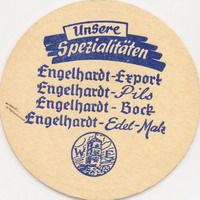 Unsere
Spezialitäten
Engelhardt-Export
Engelhardt-Pils
Engelhardt-Bock
Engelhardt-Edel-Malz
W E